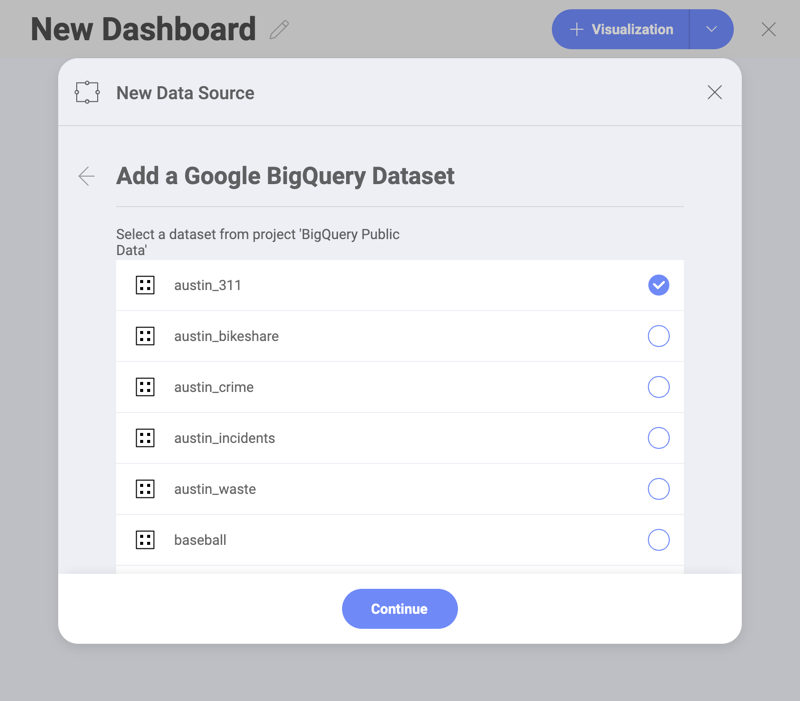 New Dashboard
Visualization
New Data Source
Add a Google BigQuery Dataset
Select a dataset from project 'BigQuery Public
Data'
austin_311
austin_bikeshare
austin_crime
austin_incidents
austin_waste
baseball
Continue